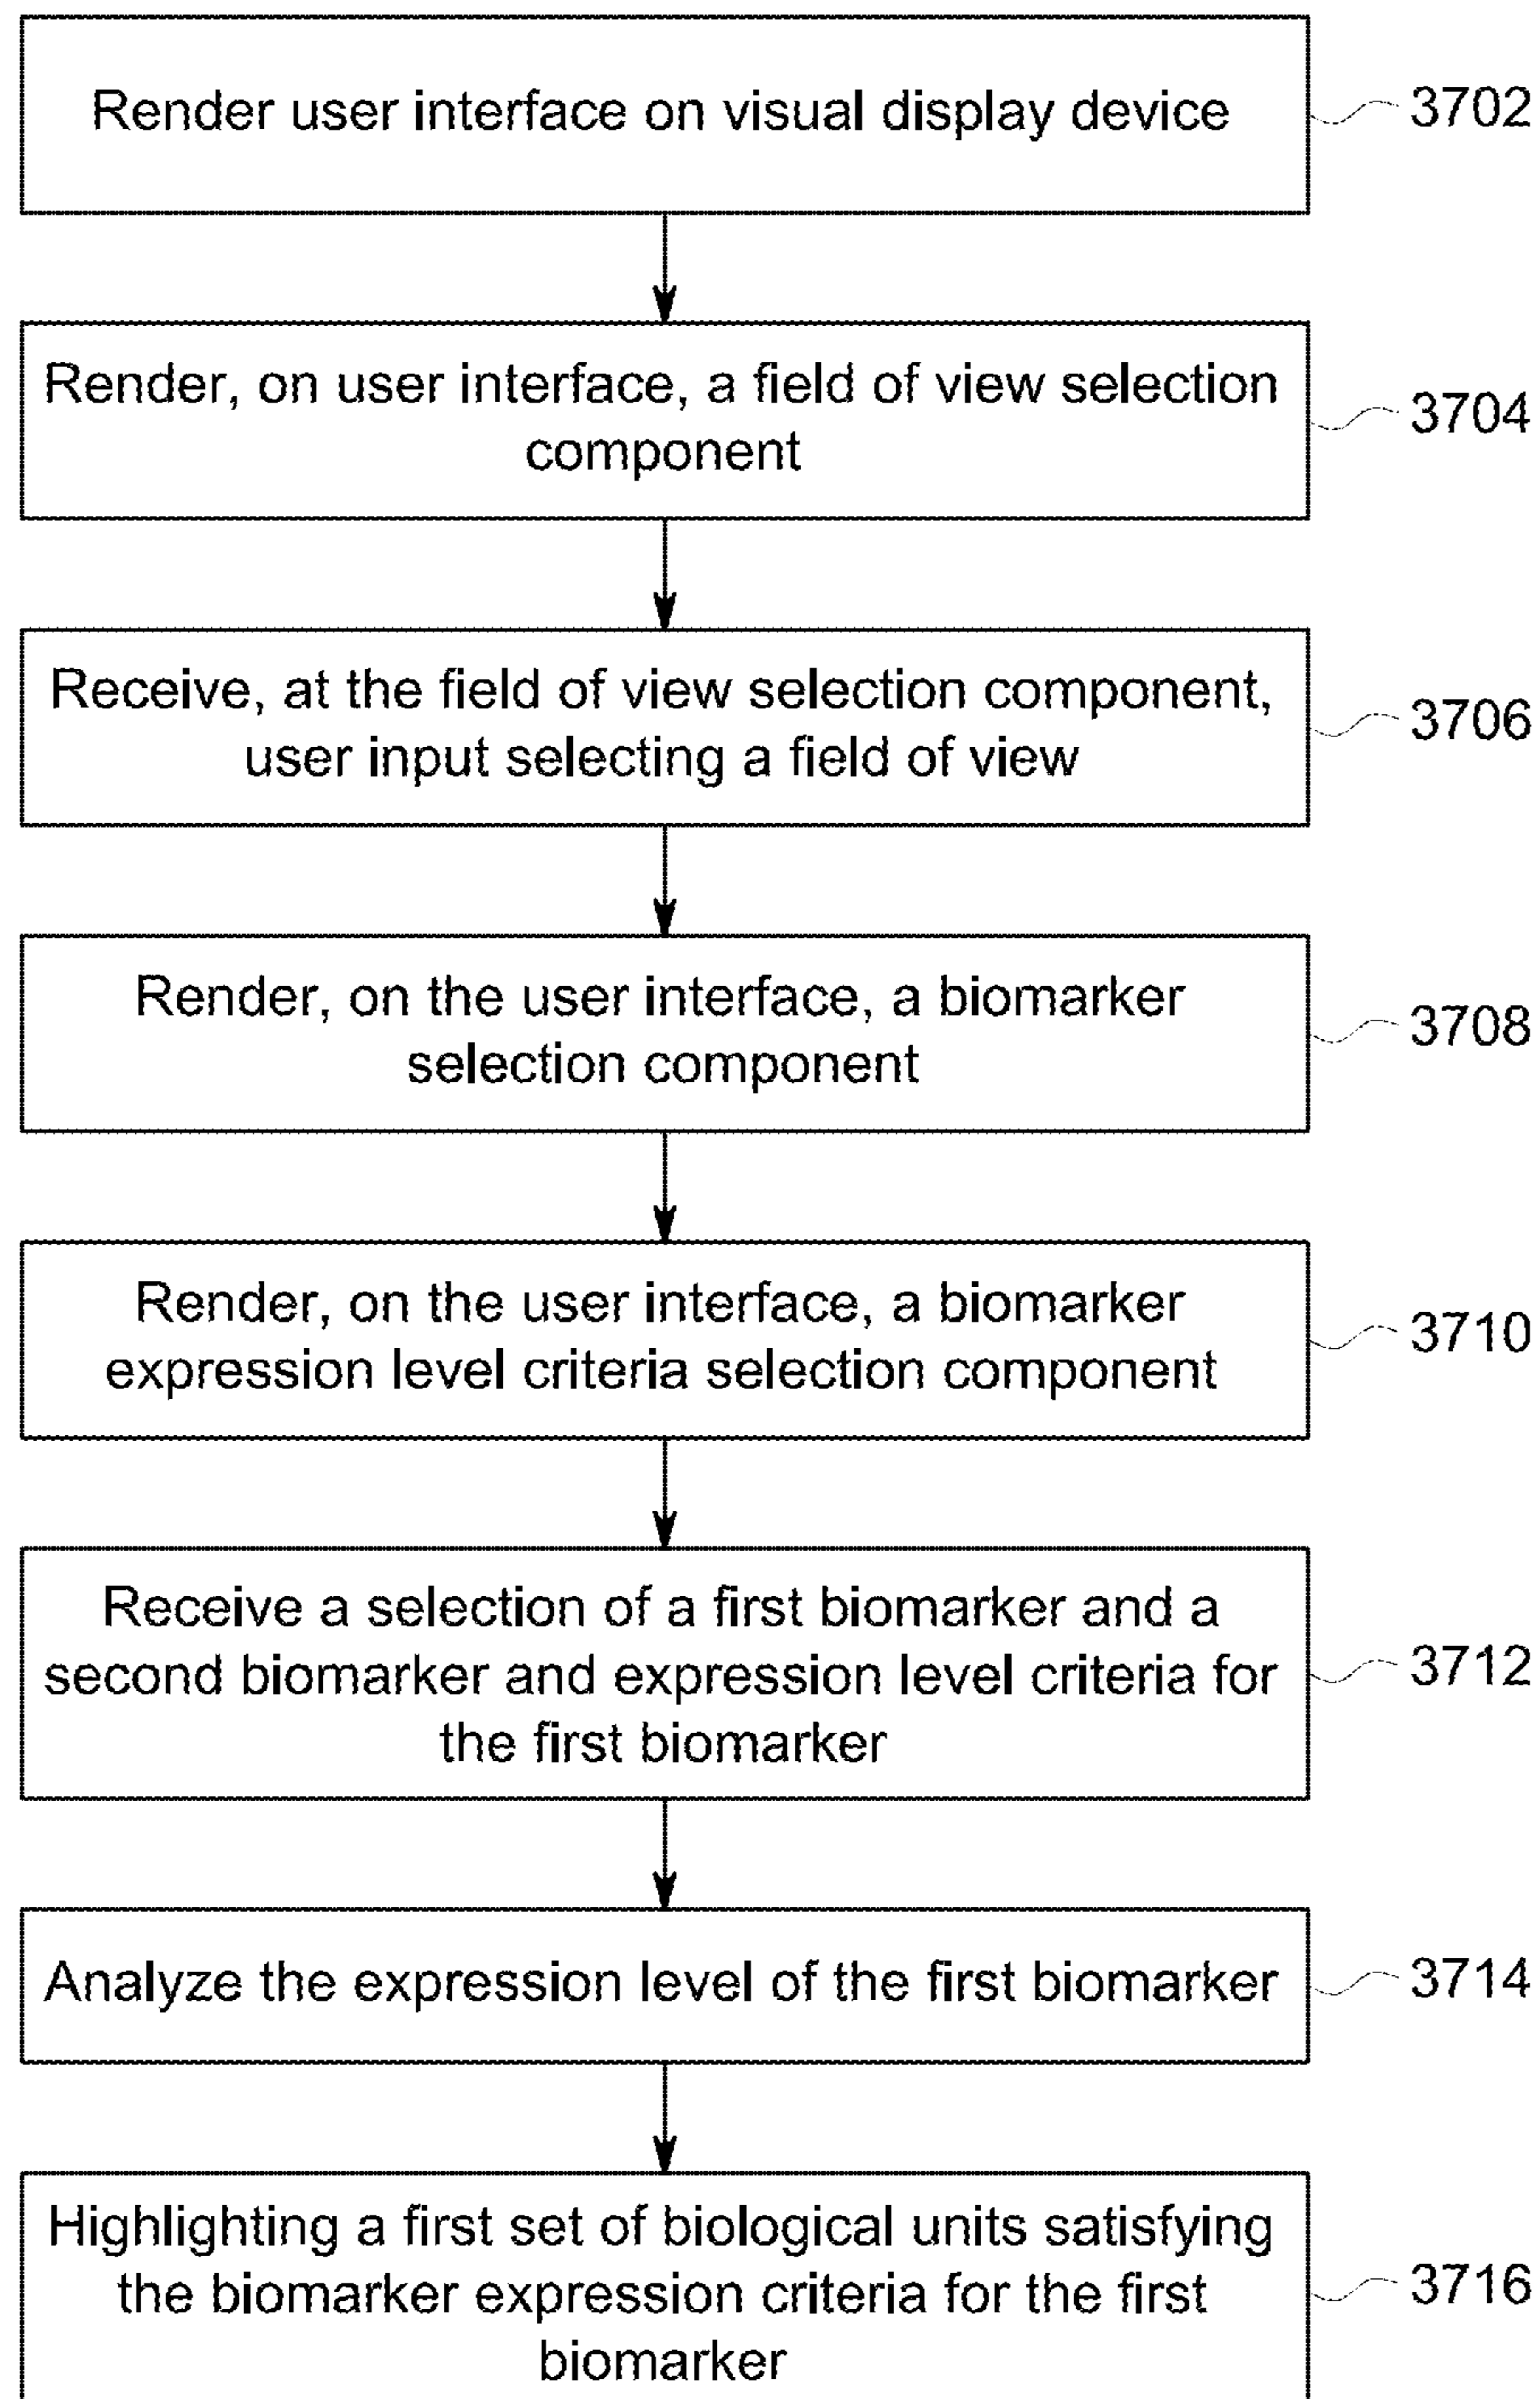 Render user interface on visual display device
3702
Render, on user interface, a field of view selection
component
3704
Receive, at the field of view selection component,
user input selecting a field of view
3706
Render, on the user interface, a biomarker
selection component
3708
Render, on the user interface, a biomarker
expression level criteria selection component
3710
Receive a selection of a first biomarker and a
second biomarker and expression level criteria for
the first biomarker
3712
Analyze the expression level of the first biomarker
3714
Highlighting a first set of biological units satisfying
the biomarker expression criteria for the first
biomarker
3716